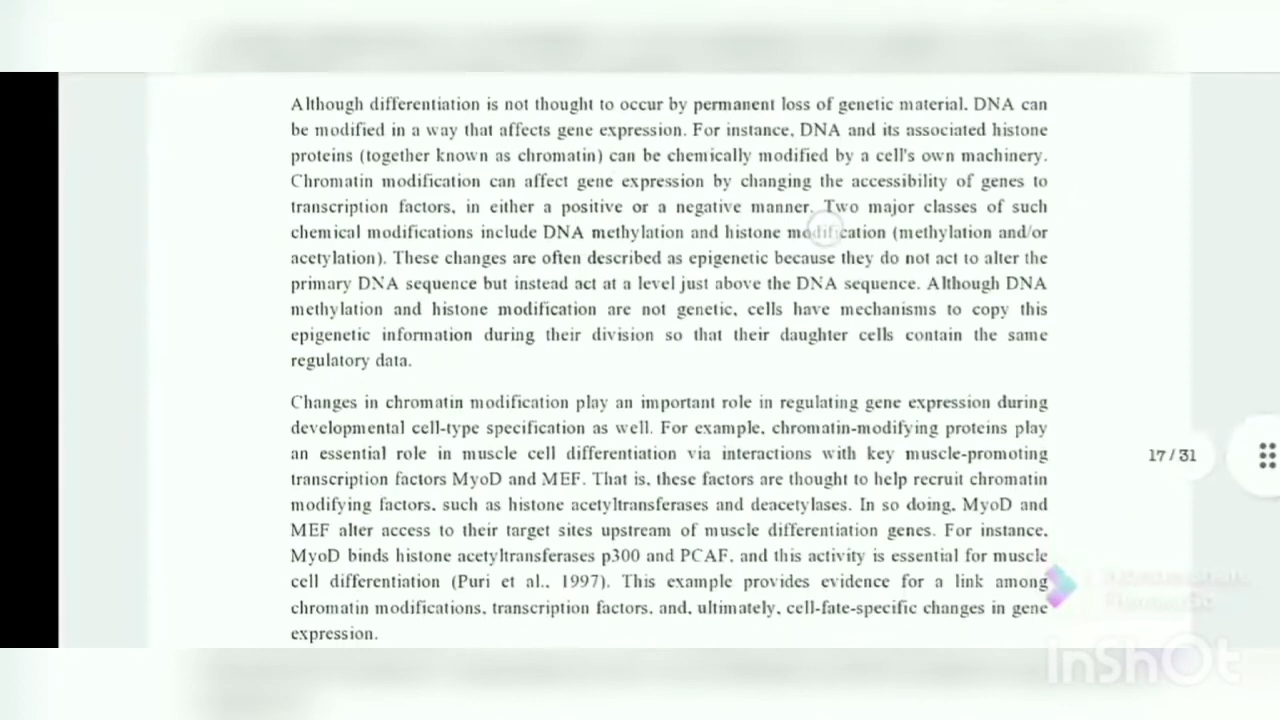 Although differentiation is not thought to occur by permanent loss of genetic material. DNA can
be modified in a way that affects gene expression. For instance, DNA and its associated histone
proteins (together known as chromatin) can be chemically modified by a cell's own machinery.
Chromatin modification can affect gene expression by changing the accessibility of genes to
transcription factors, in either a positive or a negative manner. Two major classes of such
chemical modifications include DNA methylation and histone modification (methylation and/or
acetylation). These changes are often described as epigenetic because they do not act to alter the
primary DNA sequence but instead act at a level just above the DNA sequence. Although DNA
methylation and histone modification are not genetic, cells have mechanisms to copy this
epigenetic information during their division so that their daughter cells contain the same
regulatory data.
Changes in chromatin modification play an important role in regulating gene expression during
developmental cell-type specification as well. For example, chromatin-modifying proteins play
an essential role in muscle cell differentiation via interactions with key muscle-promoting
transcription factors MyoD and MEF. That is, these factors are thought to help recruit chromatin
modifying factors, such as histone acetyltransferases and deacetylases. In so doing, MyoD and
MEF alter access to their target sites upstream of muscle differentiation genes. For instance,
MyoD binds histone acetyltransferases p300 and PCAF, and this activity is essential for muscle
cell differentiation (Puri et al., 1997). This example provides evidence for a link among
chromatin modifications, transcription factors, and, ultimately, cell-fate-specific changes in gene
expression.
17 / 31
InShOt